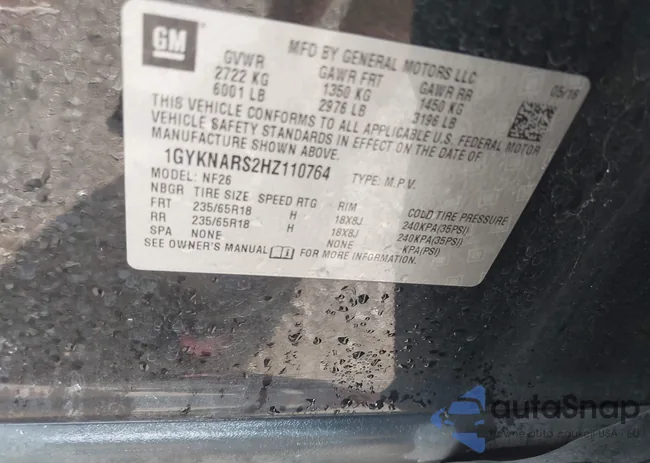 GM
MFD BY GENERAL MOTORS LLC
GVWR GAWR FRT GAWR RR 05/16
2722 KG 1350 KG 1450 KG
6001 LB 2976 LB 3196 LB
THIS VEHICLE CONFORMS TO ALL APPLICABLE U.S. FEDERAL MOTOR
VEHICLE SAFETY STANDARDS IN EFFECT ON THE DATE OF
MANUFACTURE SHOWN ABOVE.
1GYKNARS2HZ110764
MODEL: NF26 TYPE: M.P.V.
NBGR TIRE SIZE SPEED RTG RIM COLD TIRE PRESSURE
FRT 235/65R18 H 18X8J 240KPA(35PSI)
RR 235/65R18 H 18X8J 240KPA(35PSI)
SPA NONE NONE KPA(PSI)
SEE OWNER'S MANUAL FOR MORE INFORMATION.
autoSnap